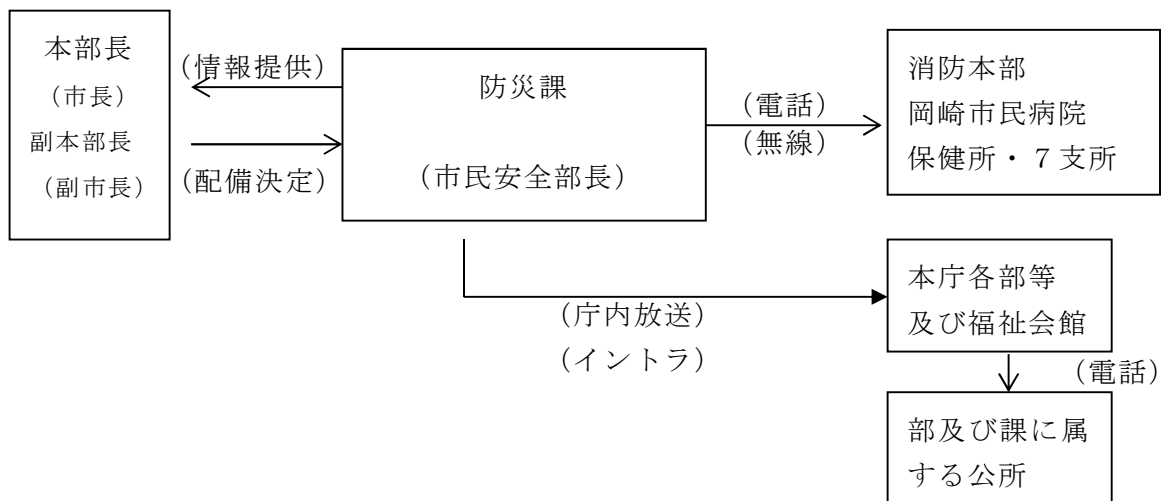 本部長
（市長）
副本部長
（副市長）
（情報提供）
（配備決定）
防災課
（市民安全部長）
（電話）
（無線）
消防本部
岡崎市民病院
保健所・７支所
（庁内放送）
（イントラ）
本庁各部等
及び福祉会館
（電話）
部及び課に属
する公所